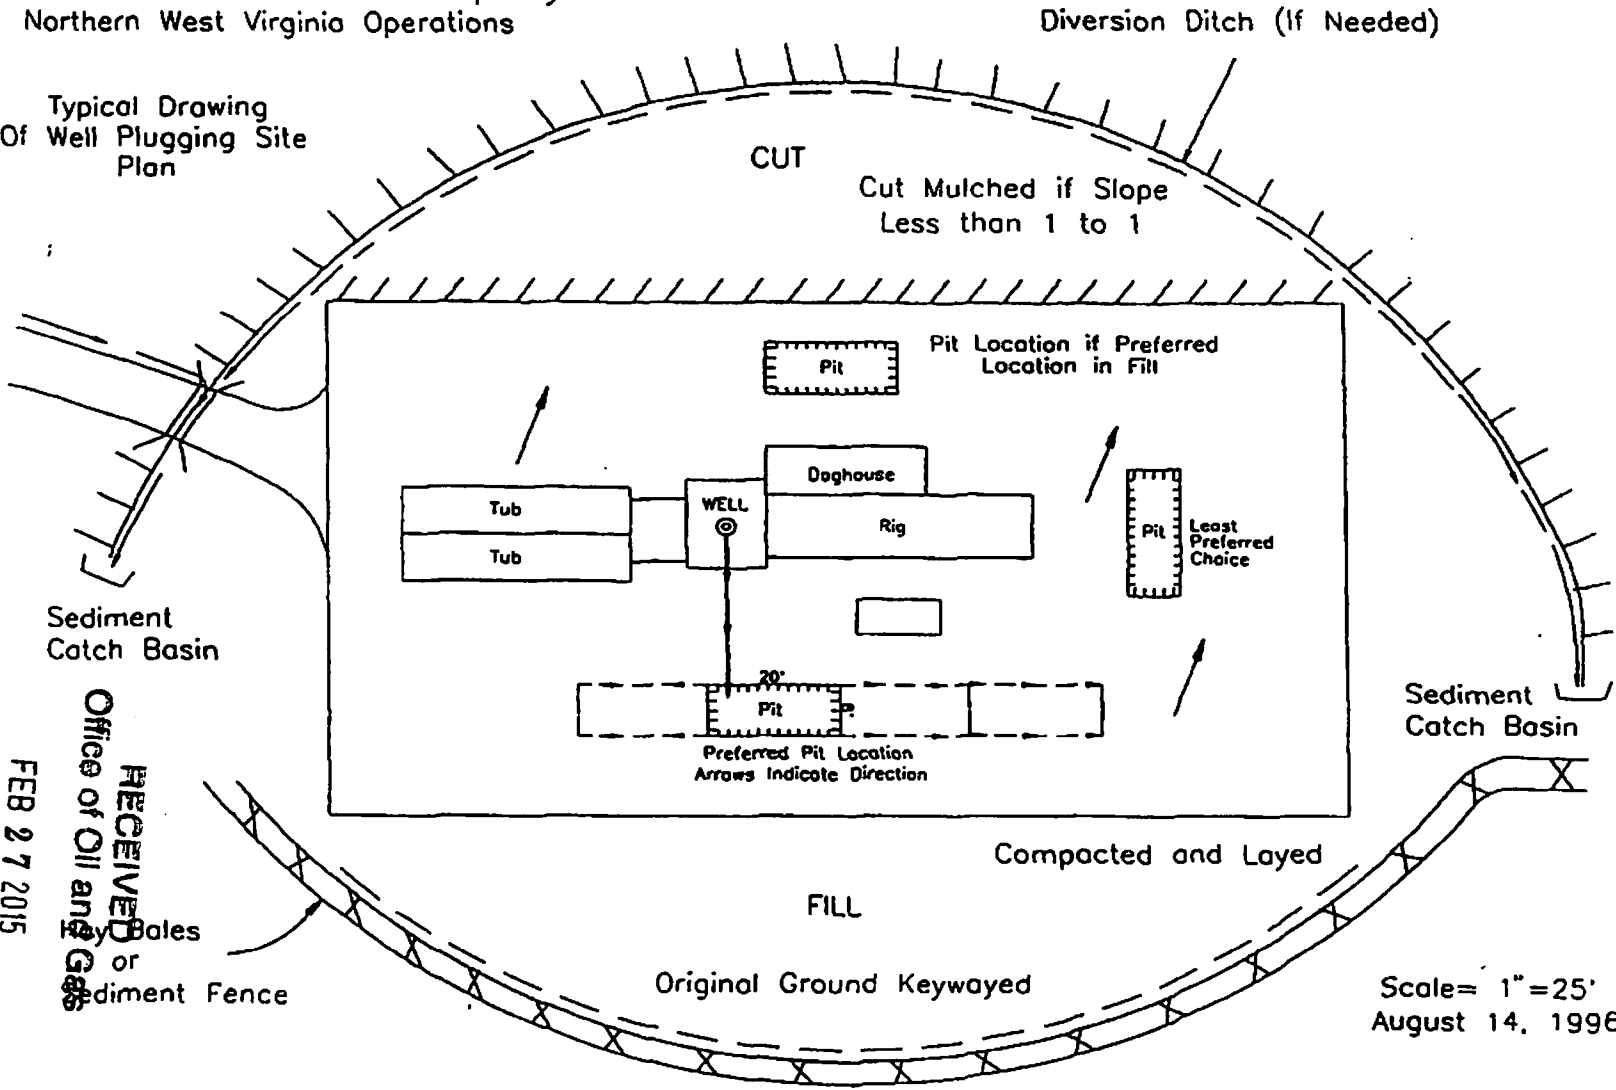 Northern West Virginia Operations
Diversion Ditch (If Needed)
Typical Drawing
Of Well Plugging Site
Plan
CUT
Cut Mulched if Slope
Less than 1 to 1
Pit
Pit Location if Preferred
Location in Fill
Doghouse
Tub
WELL
Rig
Tub
Pit
Least
Preferred
Choice
Sediment
Catch Basin
20'
Pit
8'
Preferred Pit Location
Arrows Indicate Direction
Sediment
Catch Basin
RECEIVED
Office of Oil and Gas
FEB 27 2015
Compacted and Layed
FILL
Hay Bales
or
Sediment Fence
Original Ground Keywayed
Scale= 1"=25'
August 14, 1996